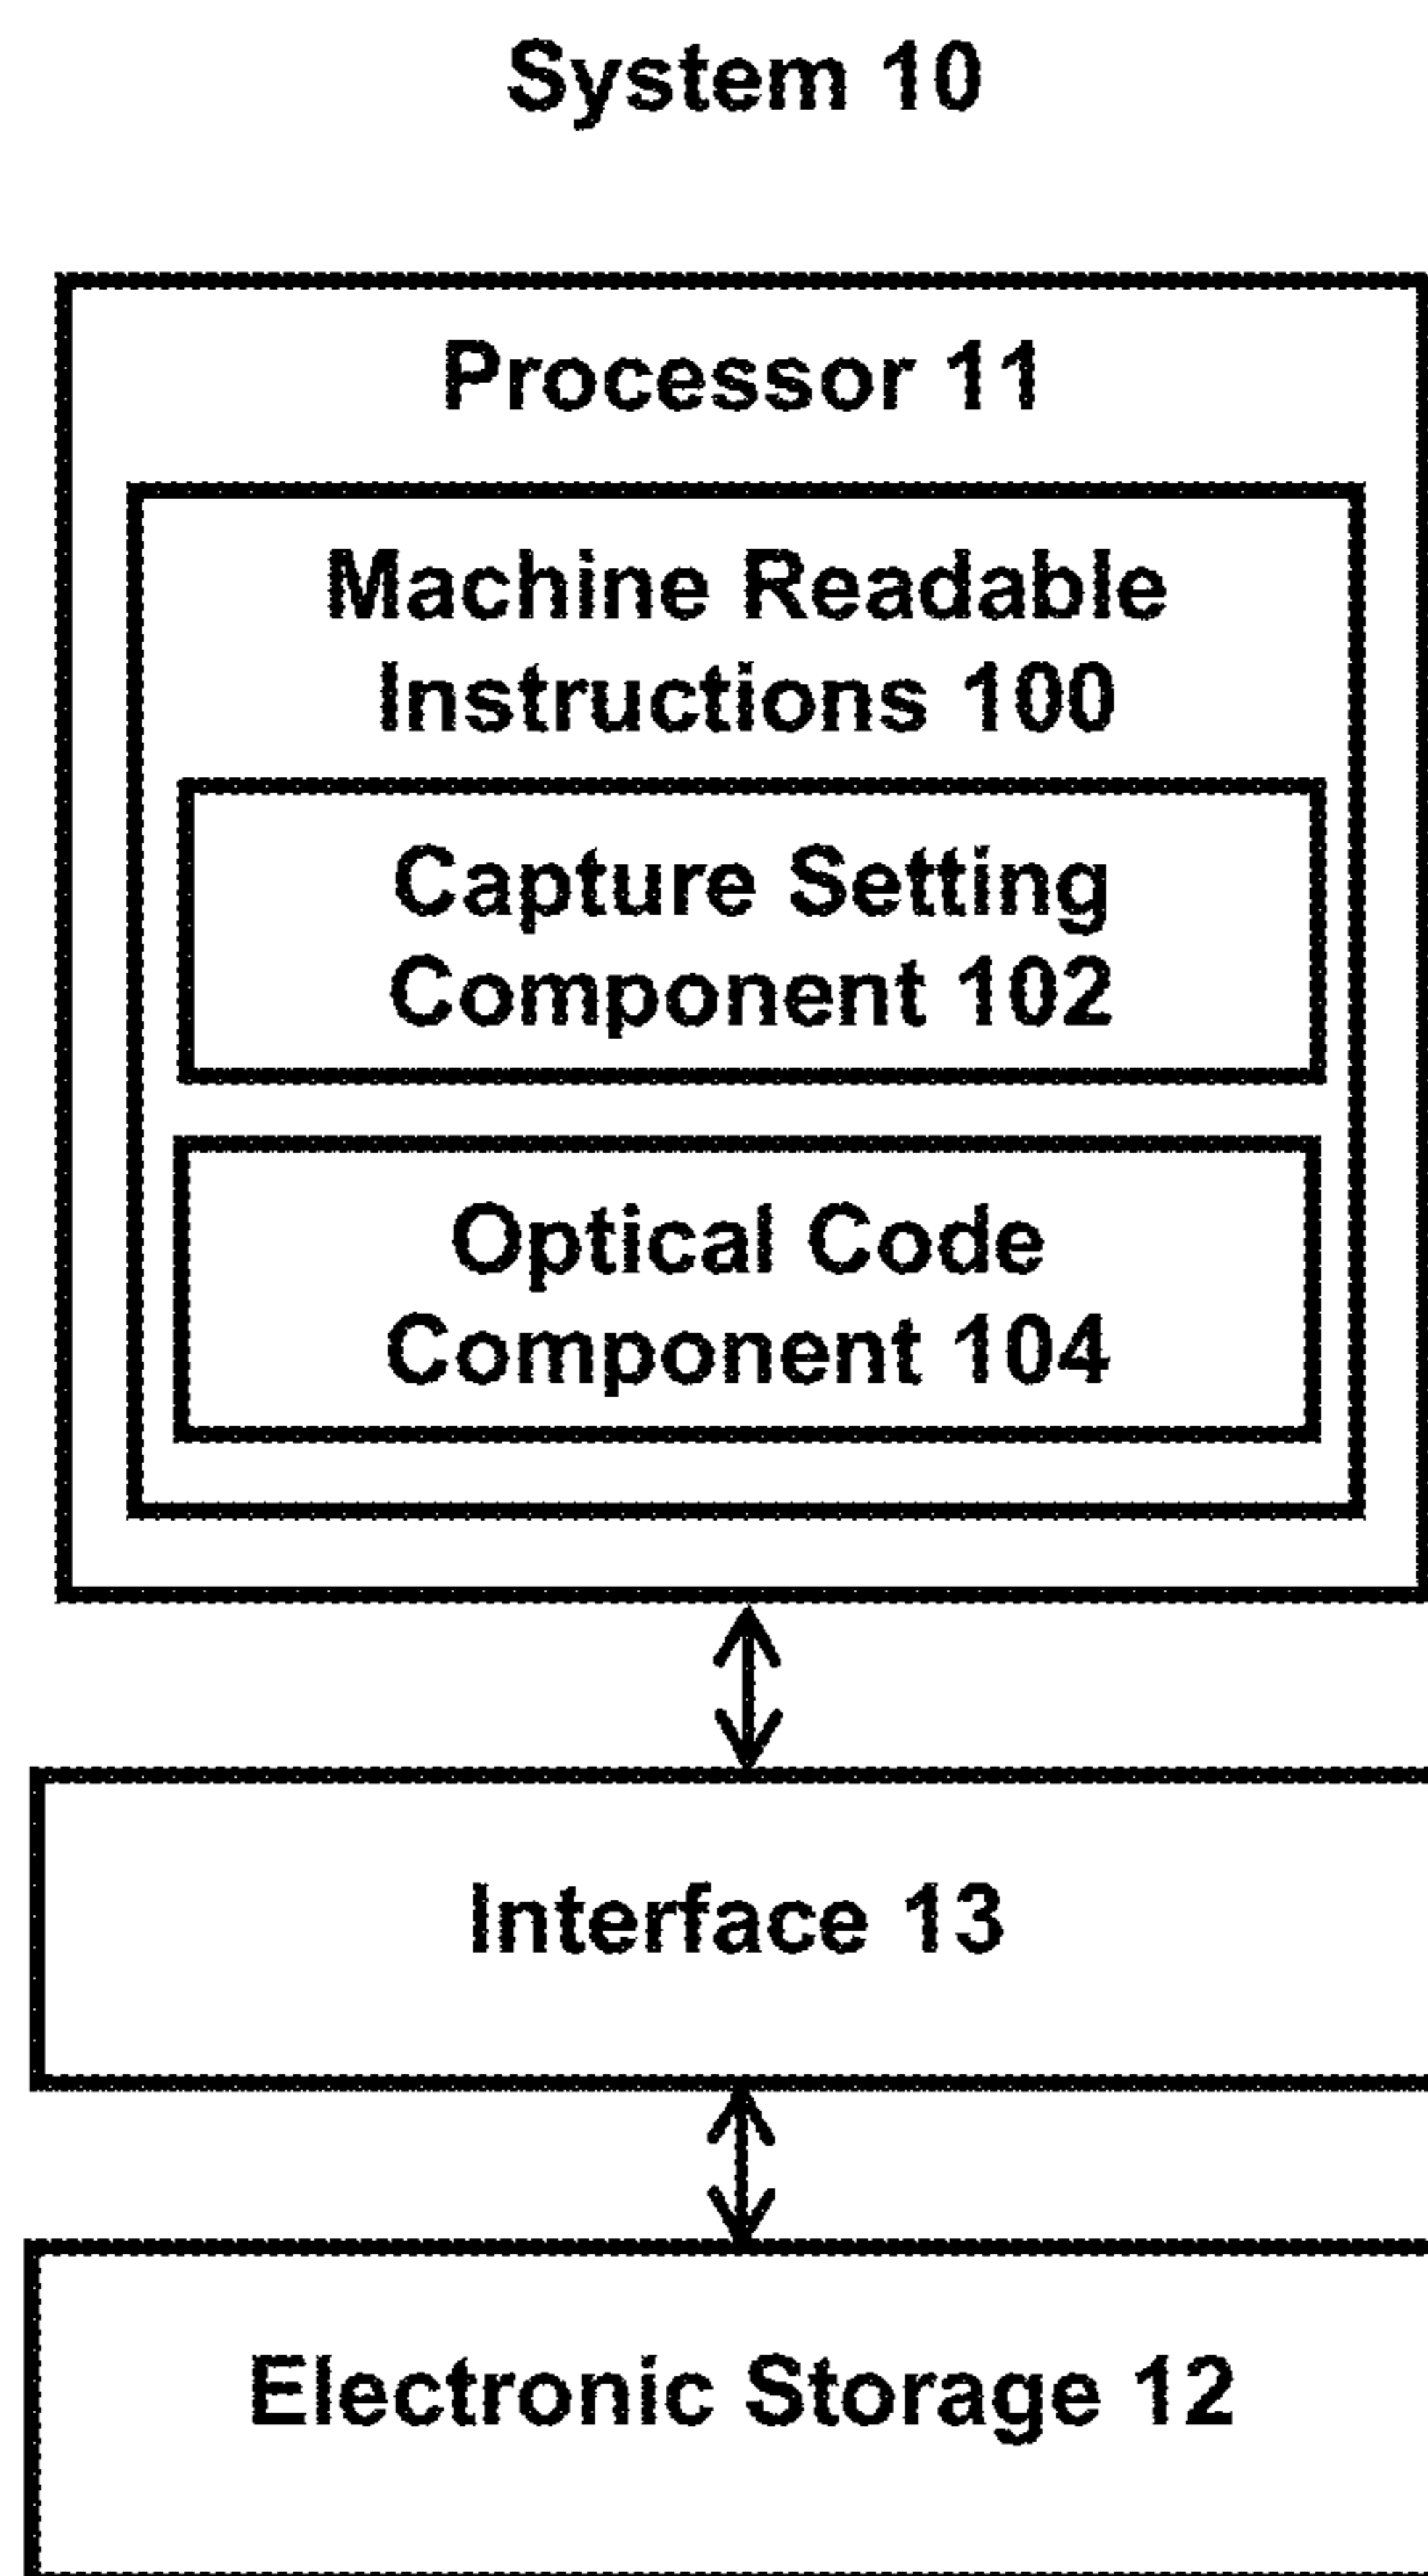 System 10
Processor 11
Machine Readable
Instructions 100
Capture Setting
Component 102
Optical Code
Component 104
Interface 13
Electronic Storage 12